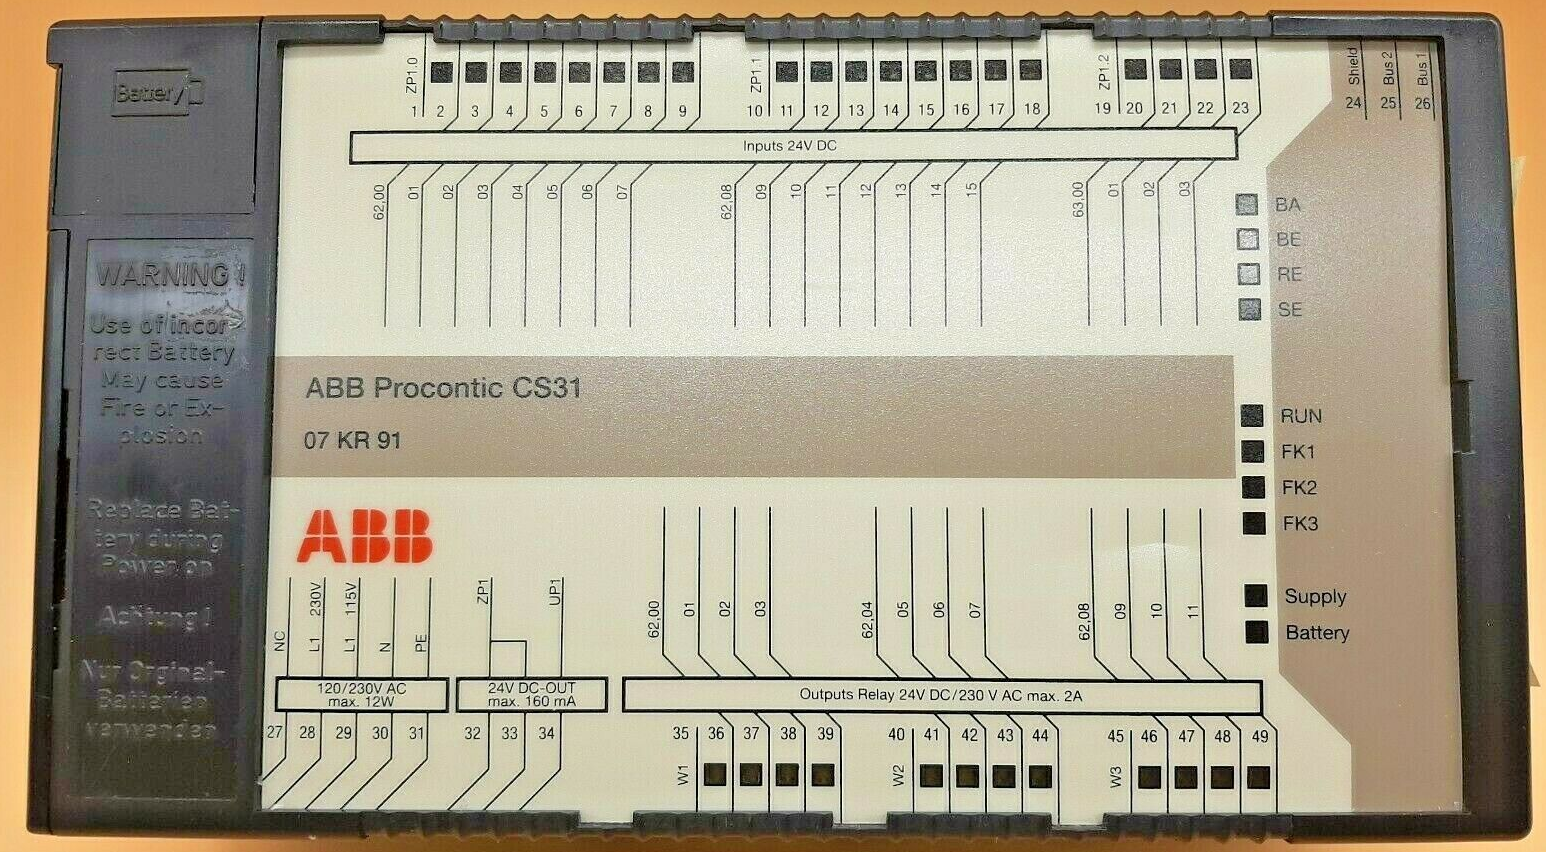 Battery
WARNING !
Use of incor-
rect Battery
May cause
Fire or Ex-
plosion
Replace Bat-
tery during
Power on
Achtung !
Nur Orginal-
Batterien
verwenden
ZP1.0
ZP1.1
ZP1.2
Shield
Bus 2
Bus 1
1 2 3 4 5 6 7 8 9 10 11 12 13 14 15 16 17 18 19 20 21 22 23 24 25 26
Inputs 24V DC
62,00 01 02 03 04 05 06 07 62,08 09 10 11 12 13 14 15 63,00 01 02 03
BA
BE
RE
SE
ABB Procontic CS31
07 KR 91
RUN
FK1
FK2
FK3
Supply
Battery
ABB
NC
L1 230V
L1 115V
N
PE
ZP1
UP1
62,00 01 02 03 62,04 05 06 07 62,08 09 10 11
120/230V AC
max. 12W
24V DC-OUT
max. 160 mA
Outputs Relay 24V DC/230 V AC max. 2A
27 28 29 30 31 32 33 34 35 36 37 38 39 40 41 42 43 44 45 46 47 48 49
W1
W2
W3